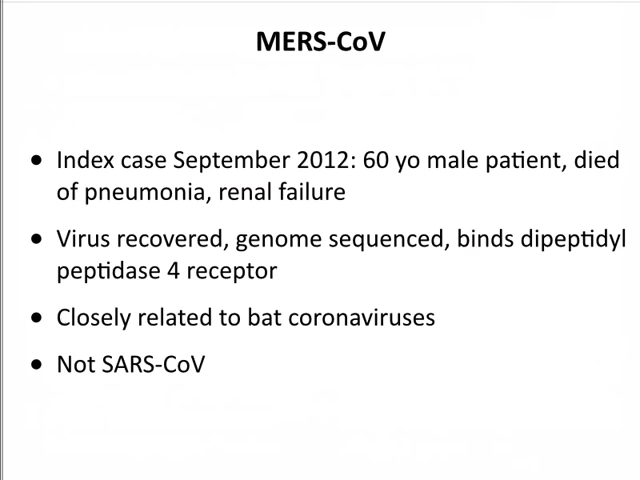 MERS-CoV
• Index case September 2012: 60 yo male patient, died
of pneumonia, renal failure
• Virus recovered, genome sequenced, binds dipeptidyl
peptidase 4 receptor
• Closely related to bat coronaviruses
• Not SARS-CoV